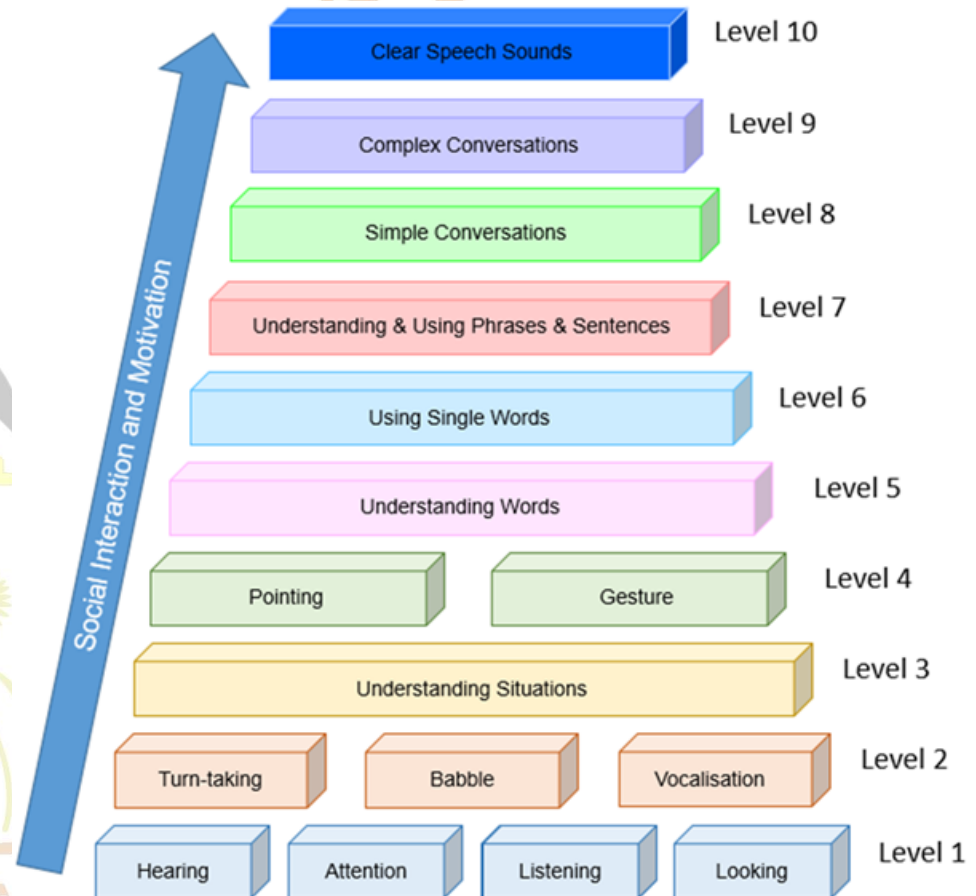 Clear Speech Sounds Level 10
Complex Conversations Level 9
Simple Conversations Level 8
Understanding & Using Phrases & Sentences Level 7
Using Single Words Level 6
Understanding Words Level 5
Pointing Gesture Level 4
Understanding Situations Level 3
Turn-taking Babble Vocalisation Level 2
Hearing Attention Listening Looking Level 1
Social Interaction and Motivation